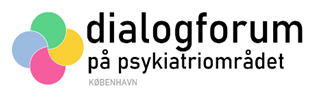 dialogforum
på psykiatriområdet
KØBENHAVN